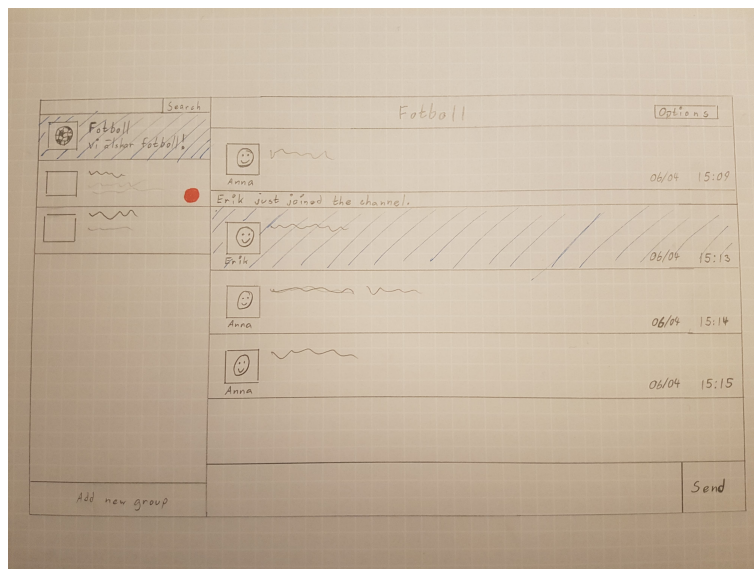 Search
Fotboll
Vi älskar fotboll!
Add new group
Fotboll
Options
Anna
06/04 15:09
Erik just joined the channel.
Erik
06/04 15:13
Anna
06/04 15:14
Anna
06/04 15:15
Send